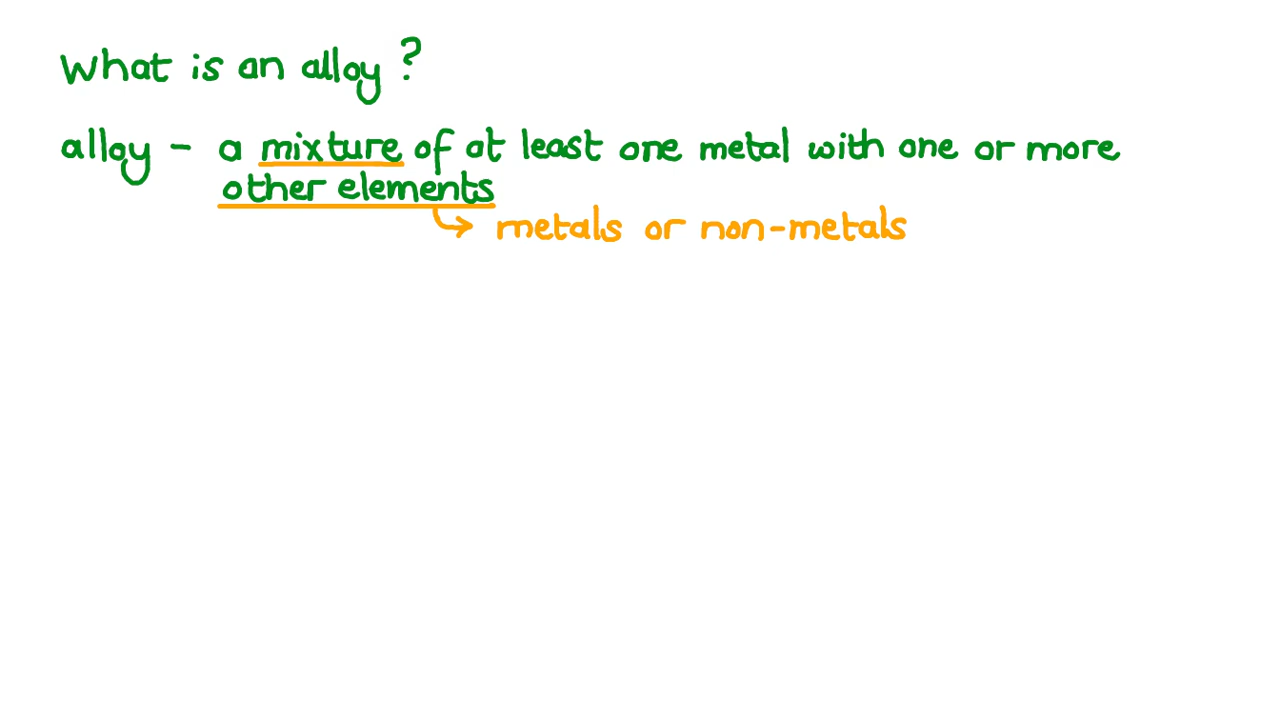 What is an alloy?
alloy - a mixture of at least one metal with one or more
other elements
metals or non-metals